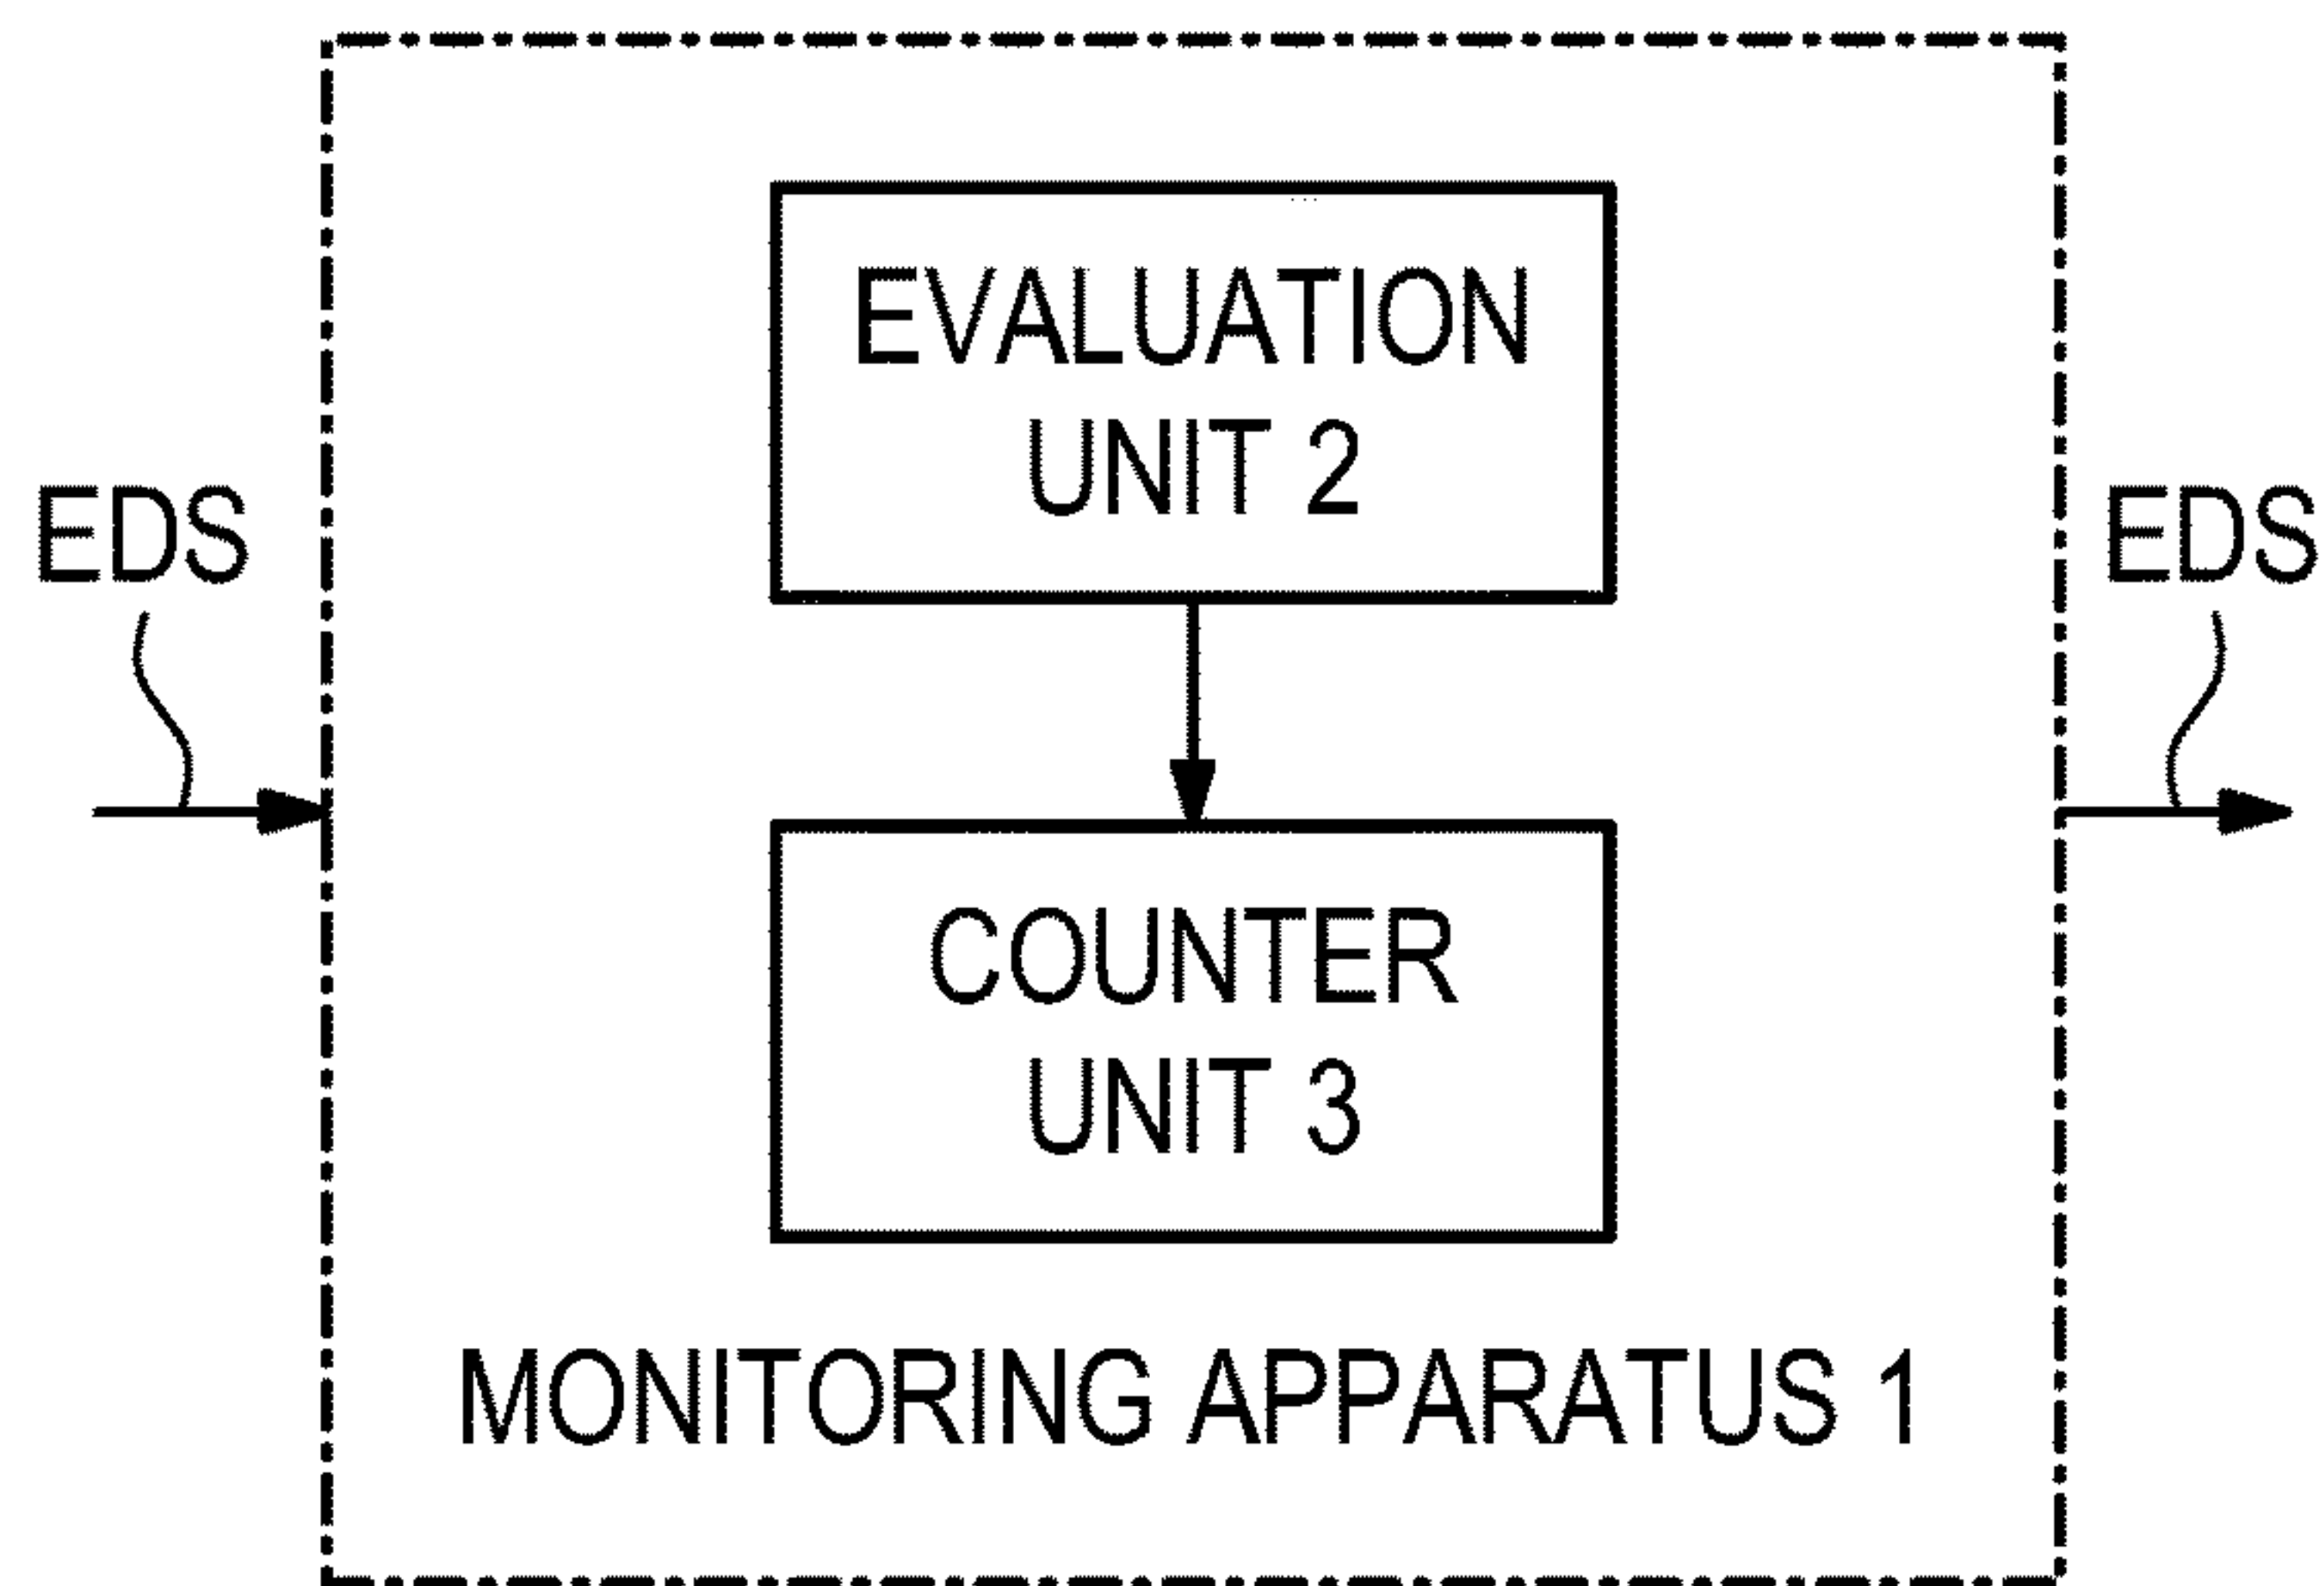 EVALUATION
UNIT 2
EDS
EDS
COUNTER
UNIT 3
MONITORING APPARATUS 1